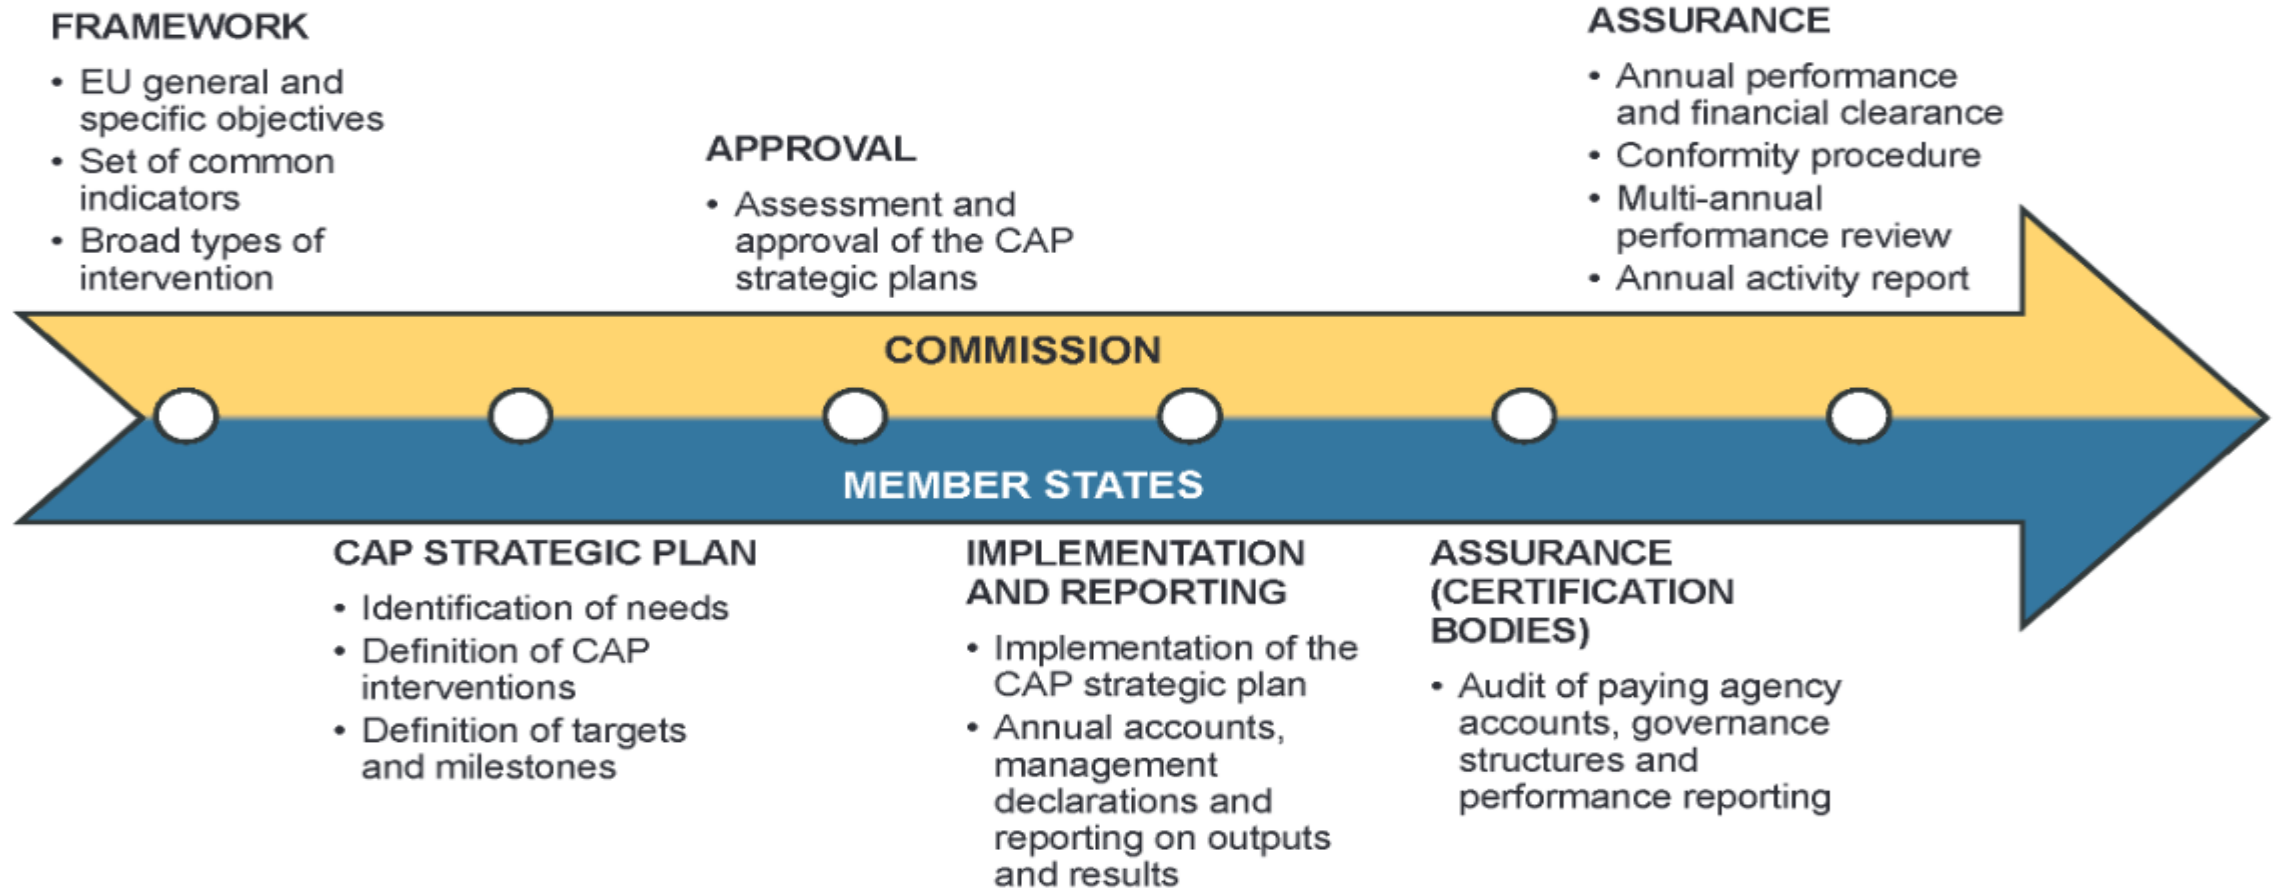 FRAMEWORK
• EU general and
specific objectives
• Set of common
indicators
• Broad types of
intervention
APPROVAL
• Assessment and
approval of the CAP
strategic plans
ASSURANCE
• Annual performance
and financial clearance
• Conformity procedure
• Multi-annual
performance review
• Annual activity report
COMMISSION
MEMBER STATES
CAP STRATEGIC PLAN
• Identification of needs
• Definition of CAP
interventions
• Definition of targets
and milestones
IMPLEMENTATION
AND REPORTING
• Implementation of the
CAP strategic plan
• Annual accounts,
management
declarations and
reporting on outputs
and results
ASSURANCE
(CERTIFICATION
BODIES)
• Audit of paying agency
accounts, governance
structures and
performance reporting